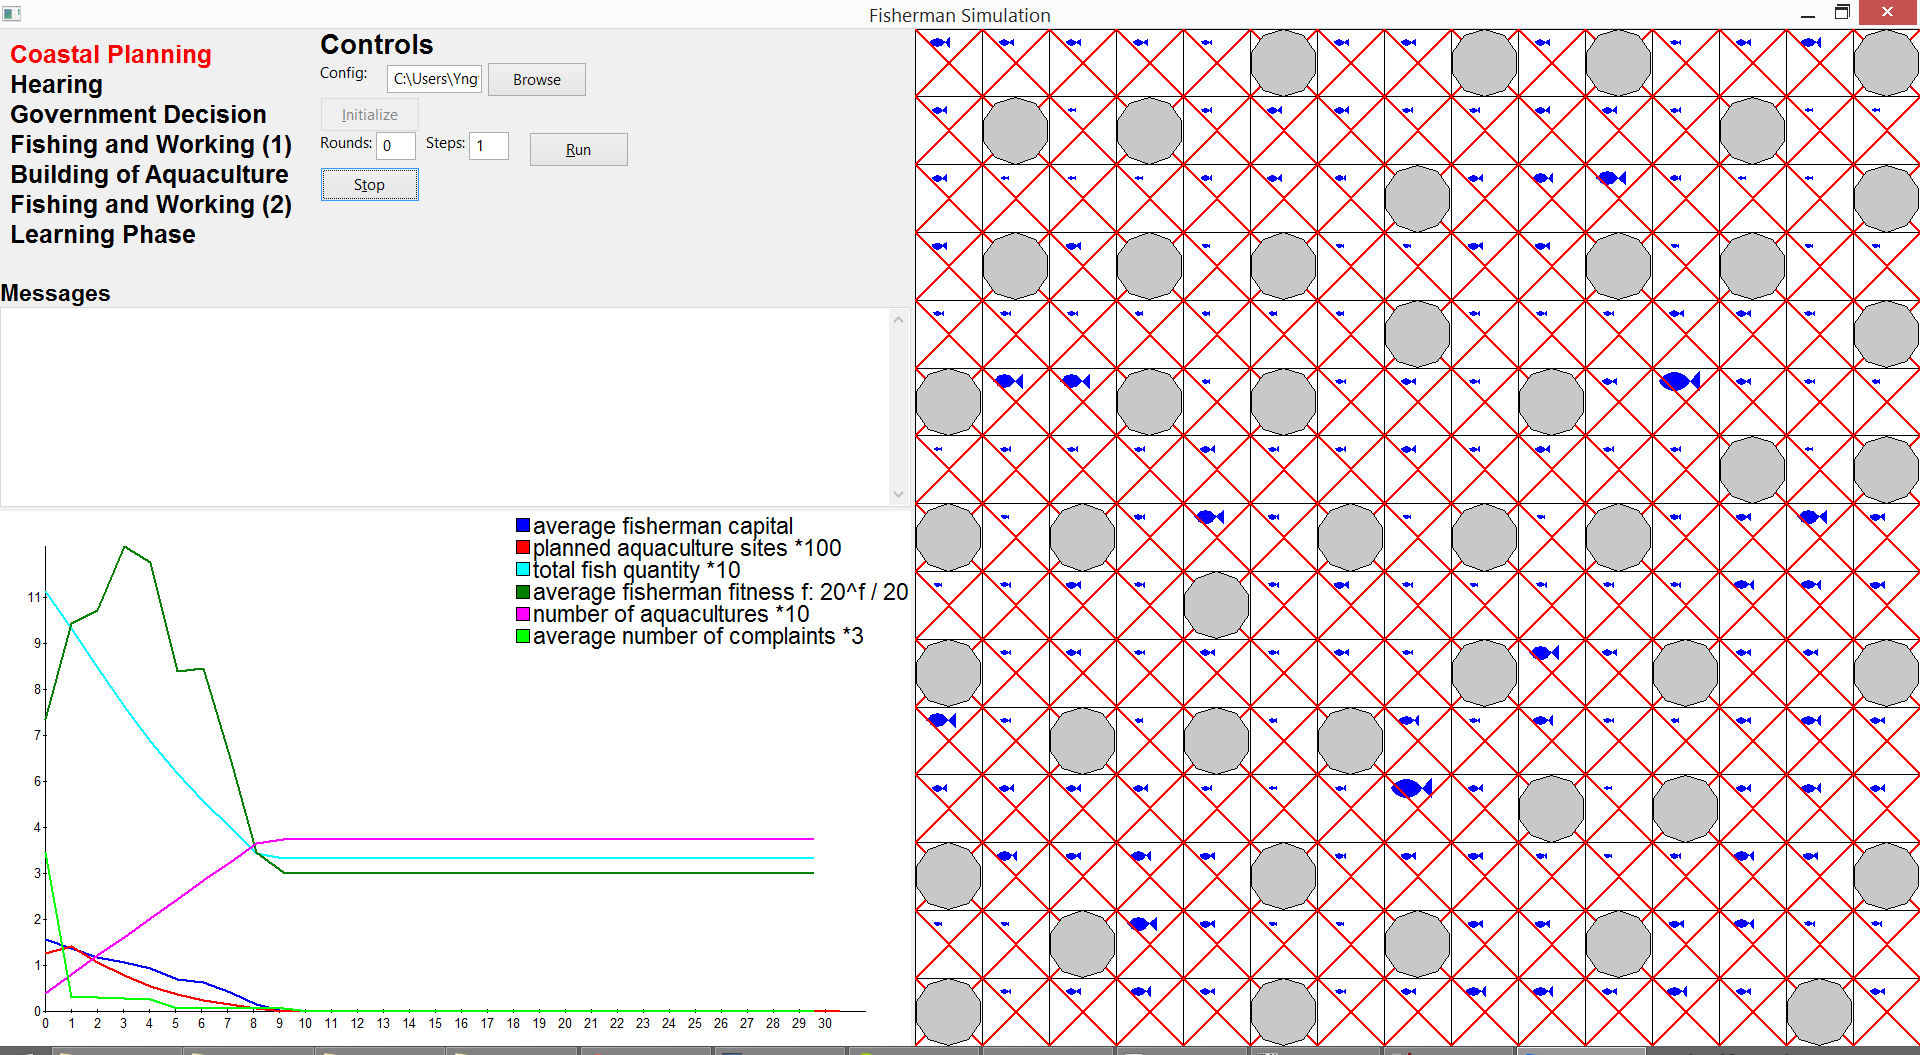 Fisherman Simulation
Coastal Planning
Hearing
Government Decision
Fishing and Working (1)
Building of Aquaculture
Fishing and Working (2)
Learning Phase
Controls
Config: C:\Users\Yng Browse
Initialize
Rounds: 0 Steps: 1 Run
Stop
Messages
average fisherman capital
planned aquaculture sites *100
total fish quantity *10
average fisherman fitness f: 20^f / 20
number of aquacultures *10
average number of complaints *3
11
9
8
7
6
4
3
2
1
0
0 1 2 3 4 5 6 7 8 9 10 11 12 13 14 15 16 17 18 19 20 21 22 23 24 25 26 27 28 29 30